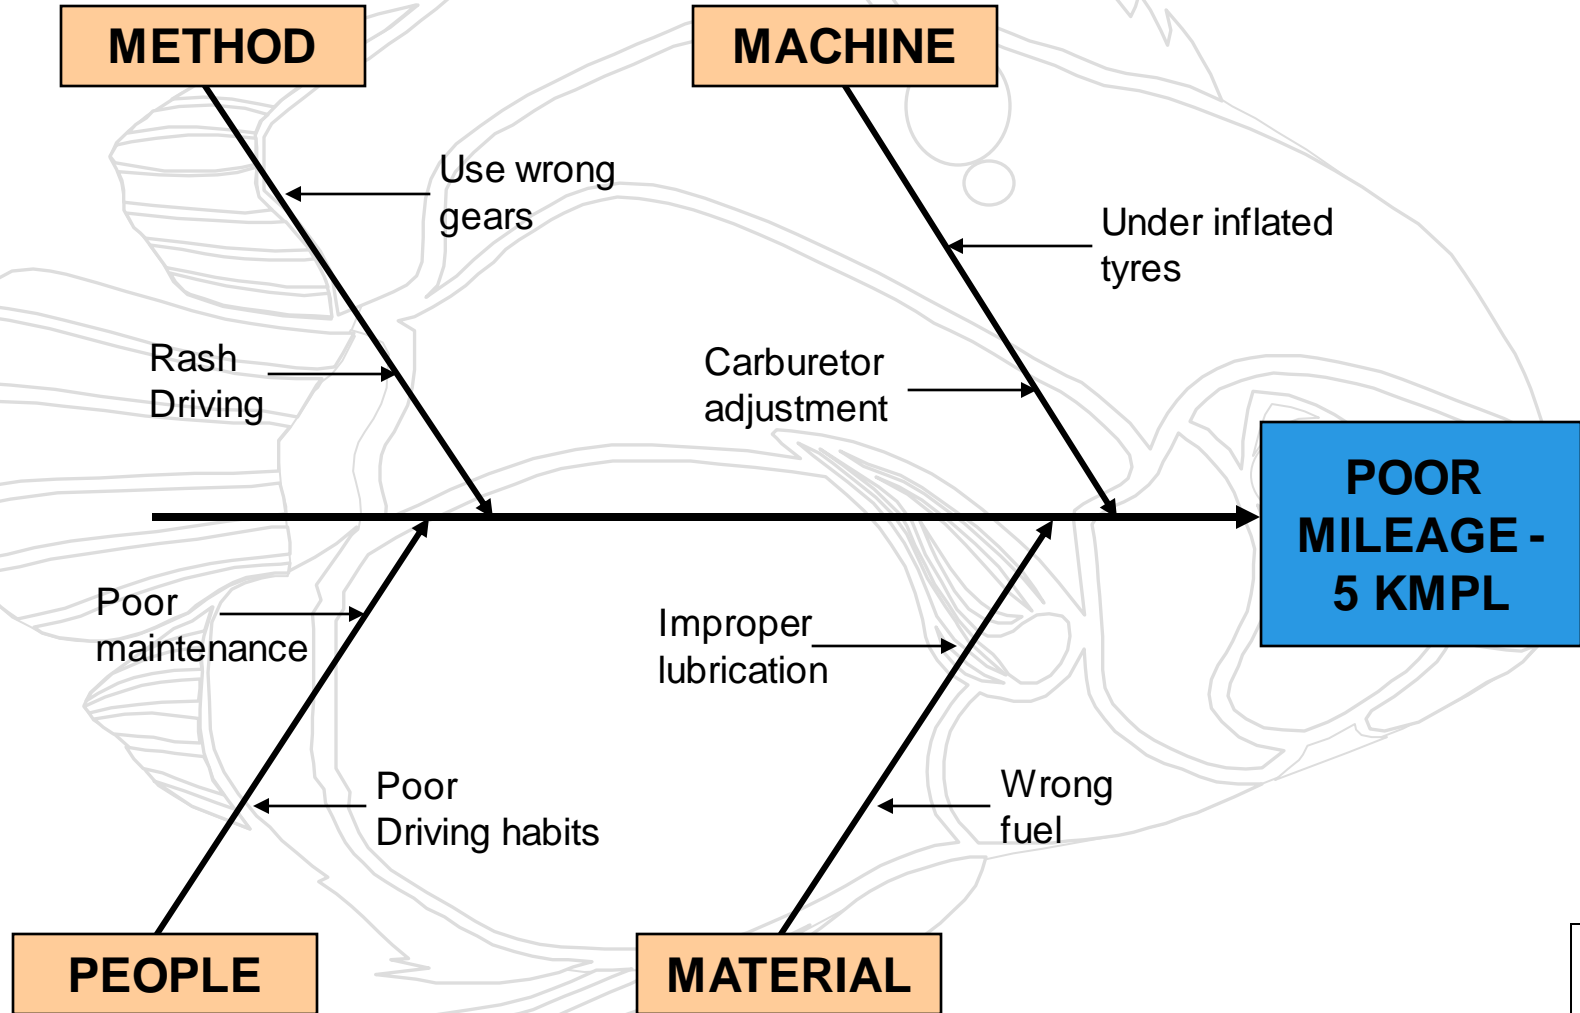 METHOD
MACHINE
Use wrong
gears
Under inflated
tyres
Rash
Driving
Carburetor
adjustment
POOR
MILEAGE -
5 KMPL
Poor
maintenance
Improper
lubrication
Poor
Driving habits
Wrong
fuel
PEOPLE
MATERIAL